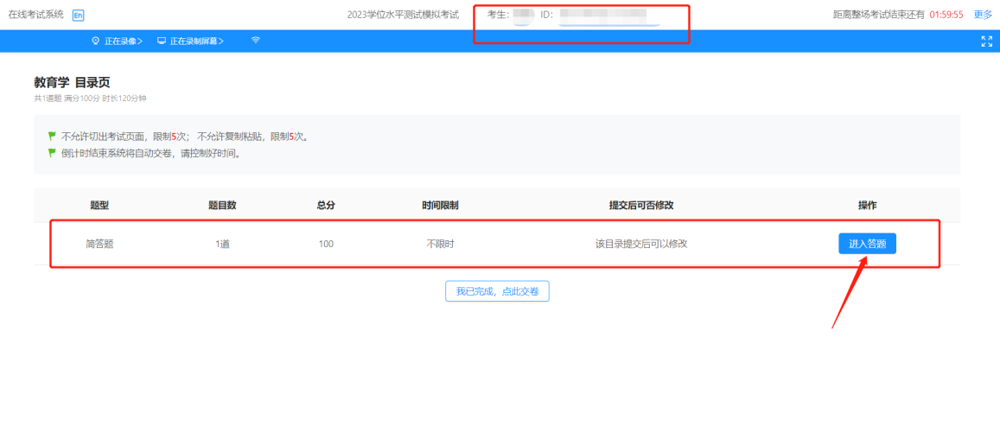 在线考试系统 En 2023学位水平测试模拟考试 考生： ID： 距离整场考试结束还有 01:59:55 更多
正在录像> 正在录制屏幕>
教育学 目录页
共1道题 满分100分 时长120分钟
不允许切出考试页面，限制5次； 不允许复制粘贴，限制5次。
倒计时结束系统将自动交卷，请控制好时间。
题型 题目数 总分 时间限制 提交后可否修改 操作
简答题 1道 100 不限时 该目录提交后可以修改 进入答题
我已完成，点此交卷